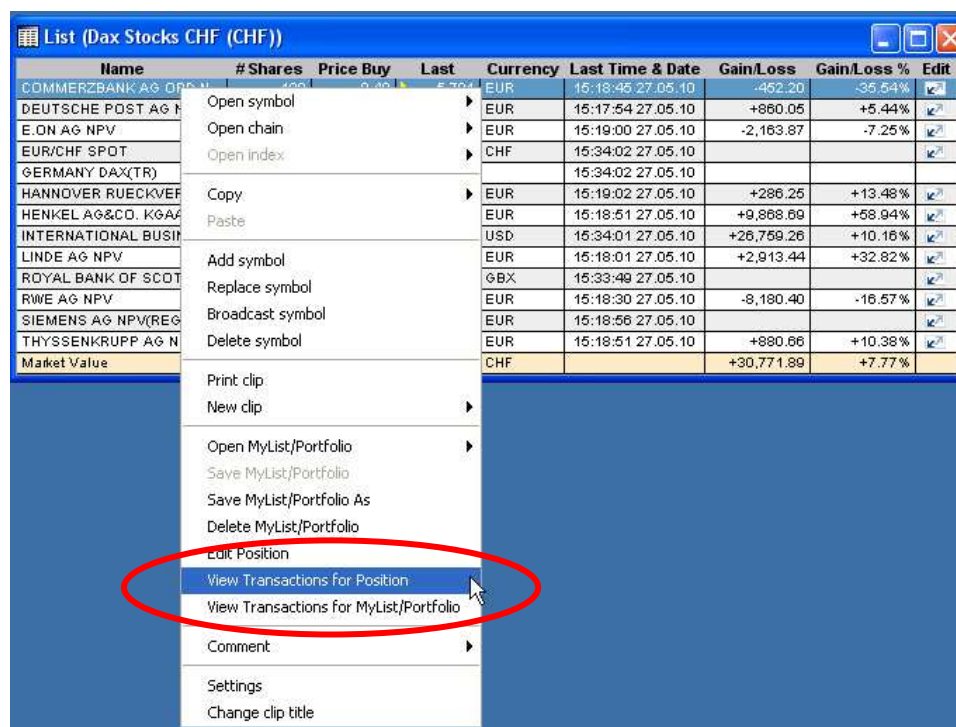 List (Dax Stocks CHF (CHF))
Name # Shares Price Buy Last Currency Last Time & Date Gain/Loss Gain/Loss % Edit
COMMERZBANK AG ORD N EUR 15:18:45 27.05.10 -452.20 -35.54%
DEUTSCHE POST AG EUR 15:17:54 27.05.10 +860.05 +5.44%
E.ON AG NPV EUR 15:19:00 27.05.10 -2,163.87 -7.25%
EUR/CHF SPOT CHF 15:34:02 27.05.10
GERMANY DAX(TR) 15:34:02 27.05.10
HANNOVER RUECKVER EUR 15:19:02 27.05.10 +286.25 +13.48%
HENKEL AG&CO. KGAA EUR 15:18:51 27.05.10 +9,868.69 +58.94%
INTERNATIONAL BUSIN USD 15:34:01 27.05.10 +26,759.26 +10.16%
LINDE AG NPV EUR 15:18:01 27.05.10 +2,913.44 +32.82%
ROYAL BANK OF SCOT GBX 15:33:49 27.05.10
RWE AG NPV EUR 15:18:30 27.05.10 -8,180.40 -16.57%
SIEMENS AG NPV(REG EUR 15:18:56 27.05.10
THYSSENKRUPP AG N EUR 15:18:51 27.05.10 +880.66 +10.38%
Market Value CHF +30,771.89 +7.77%
Open symbol
Open chain
Open index
Copy
Paste
Add symbol
Replace symbol
Broadcast symbol
Delete symbol
Print clip
New clip
Open MyList/Portfolio
Save MyList/Portfolio
Save MyList/Portfolio As
Delete MyList/Portfolio
Edit Position
View Transactions for Position
View Transactions for MyList/Portfolio
Comment
Settings
Change clip title